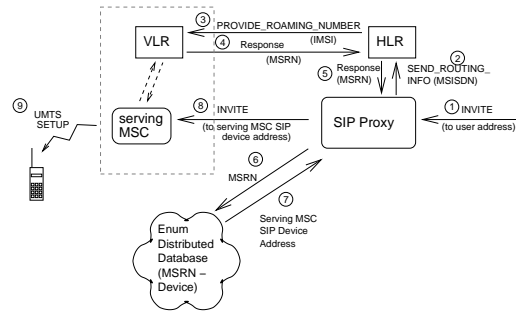 3 PROVIDE_ROAMING_NUMBER
(IMSI)
VLR
4 Response
(MSRN)
HLR
2
SEND_ROUTING_
INFO (MSISDN)
5 Response
(MSRN)
9 UMTS
SETUP
serving
MSC
8 INVITE
(to serving MSC SIP
device address)
SIP Proxy
1 INVITE
(to user address)
6
MSRN
7
Serving MSC
SIP Device
Address
Enum
Distributed
Database
(MSRN –
Device)